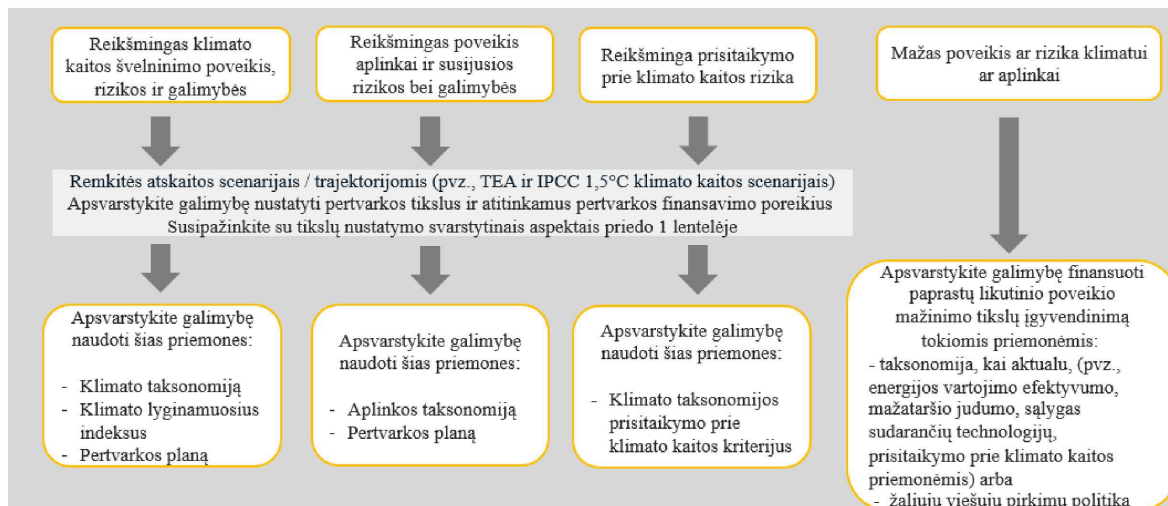 Reikšmingas klimato
kaitos švelninimo poveikis,
rizikos ir galimybės
Reikšmingas poveikis
aplinkai ir susijusios
rizikos bei galimybės
Reikšminga prisitaikymo
prie klimato kaitos rizika
Mažas poveikis ar rizika klimatui
ar aplinkai
Remkitės atskaitos scenarijais / trajektorijomis (pvz., TEA ir IPCC 1,5°C klimato kaitos scenarijais)
Apsvarstykite galimybę nustatyti pertvarkos tikslus ir atitinkamus pertvarkos finansavimo poreikius
Susipažinkite su tikslų nustatymo svarstytinais aspektais priedo 1 lentelėje
Apsvarstykite galimybę
naudoti šias priemones:
- Klimato taksonomiją
- Klimato lyginamuosius
indeksus
- Pertvarkos planą
Apsvarstykite galimybę
naudoti šias priemones:
- Aplinkos taksonomiją
- Pertvarkos planą
Apsvarstykite galimybę
naudoti šias priemones:
- Klimato taksonomijos
prisitaikymo prie
klimato kaitos kriterijus
Apsvarstykite galimybę finansuoti
paprastų likutinio poveikio
mažinimo tikslų įgyvendinimą
tokiomis priemonėmis:
- taksonomija, kai aktualu, (pvz.,
energijos vartojimo efektyvumo,
mažataršio judumo, sąlygas
sudarančių technologijų,
prisitaikymo prie klimato kaitos
priemonėmis) arba
- žaliųjų viešųjų pirkimų politika